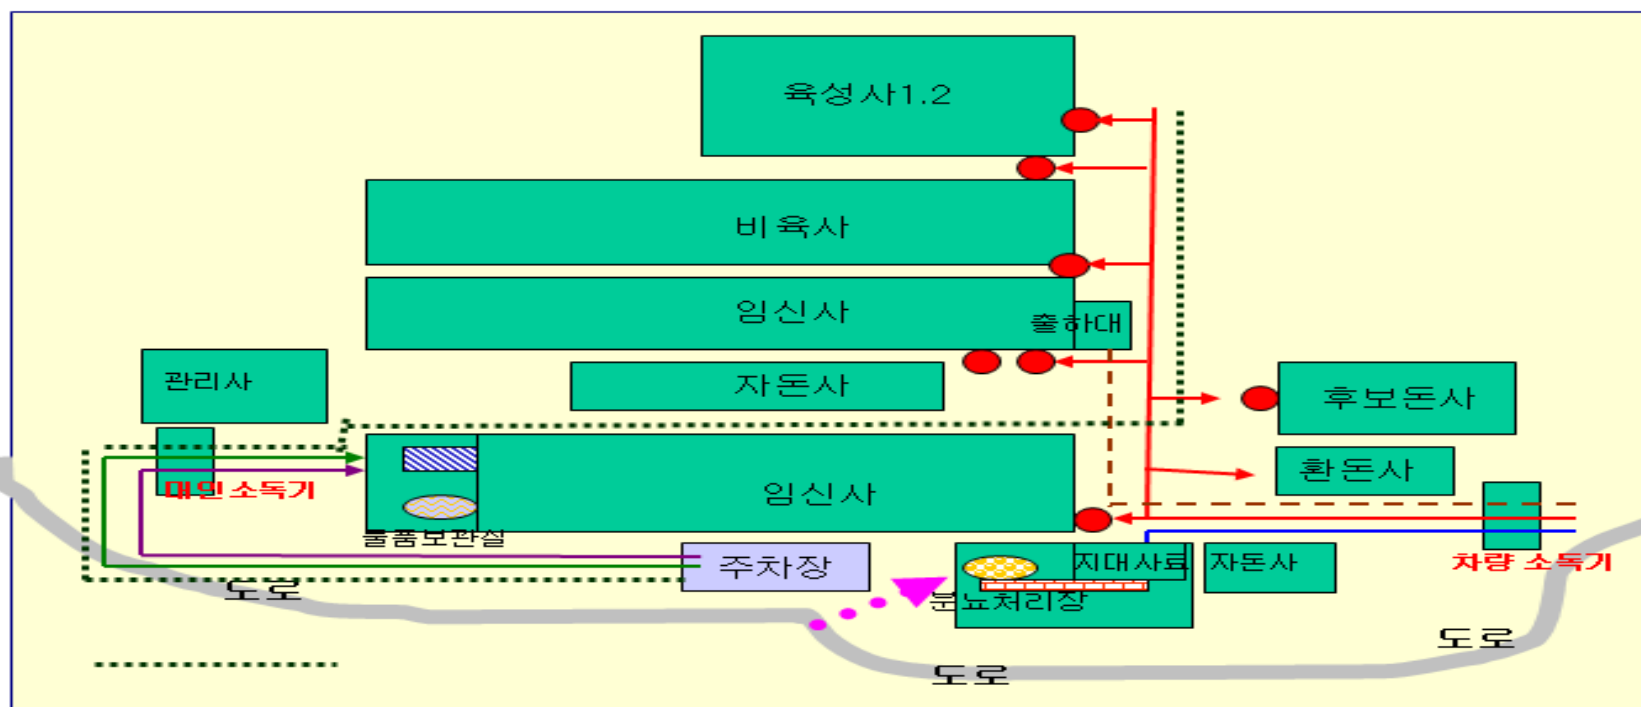 육성사1.2
비육사
임신사
출하대
관리사
자돈사
후보돈사
환돈사
임신사
대인소독기
물품보관실
주차장
지대사료
자돈사
차량 소독기
분뇨처리장
도로
도로
도로